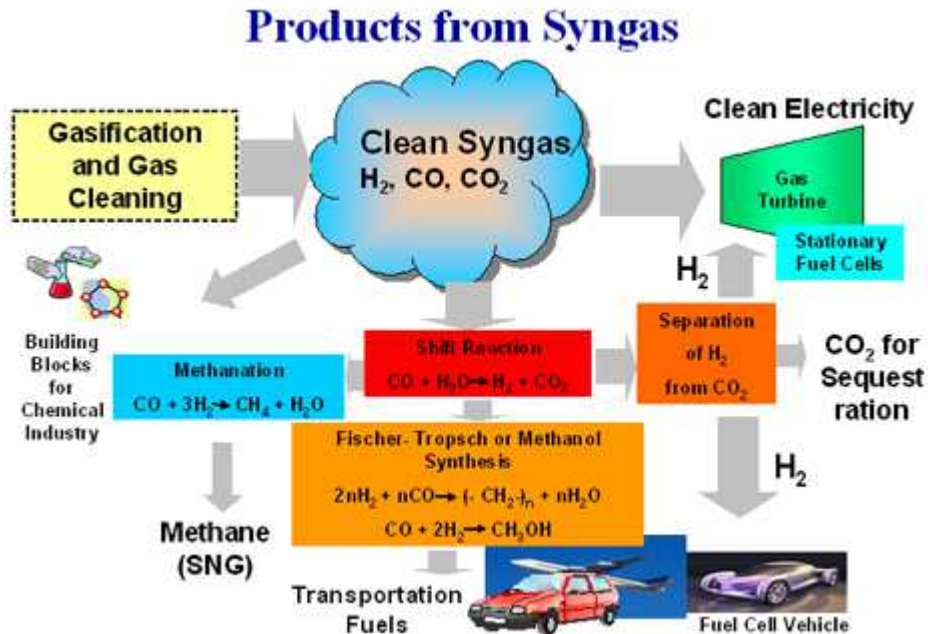 Products from Syngas
Gasification
and Gas
Cleaning
Clean Syngas
H₂, CO, CO₂
Clean Electricity
Gas
Turbine
Stationary
Fuel Cells
H₂
Building
Blocks
for
Chemical
Industry
Methanation
CO + 3H₂→CH₄ + H₂O
Shift Reaction
CO + H₂O→H₂ + CO₂
Separation
of H₂
from CO₂
CO₂ for
Sequest
ration
Fischer- Tropsch or Methanol
Synthesis
2nH₂ + nCO→(- CH₂-)n + nH₂O
CO + 2H₂→CH₃OH
H₂
Methane
(SNG)
Transportation
Fuels
Fuel Cell Vehicle